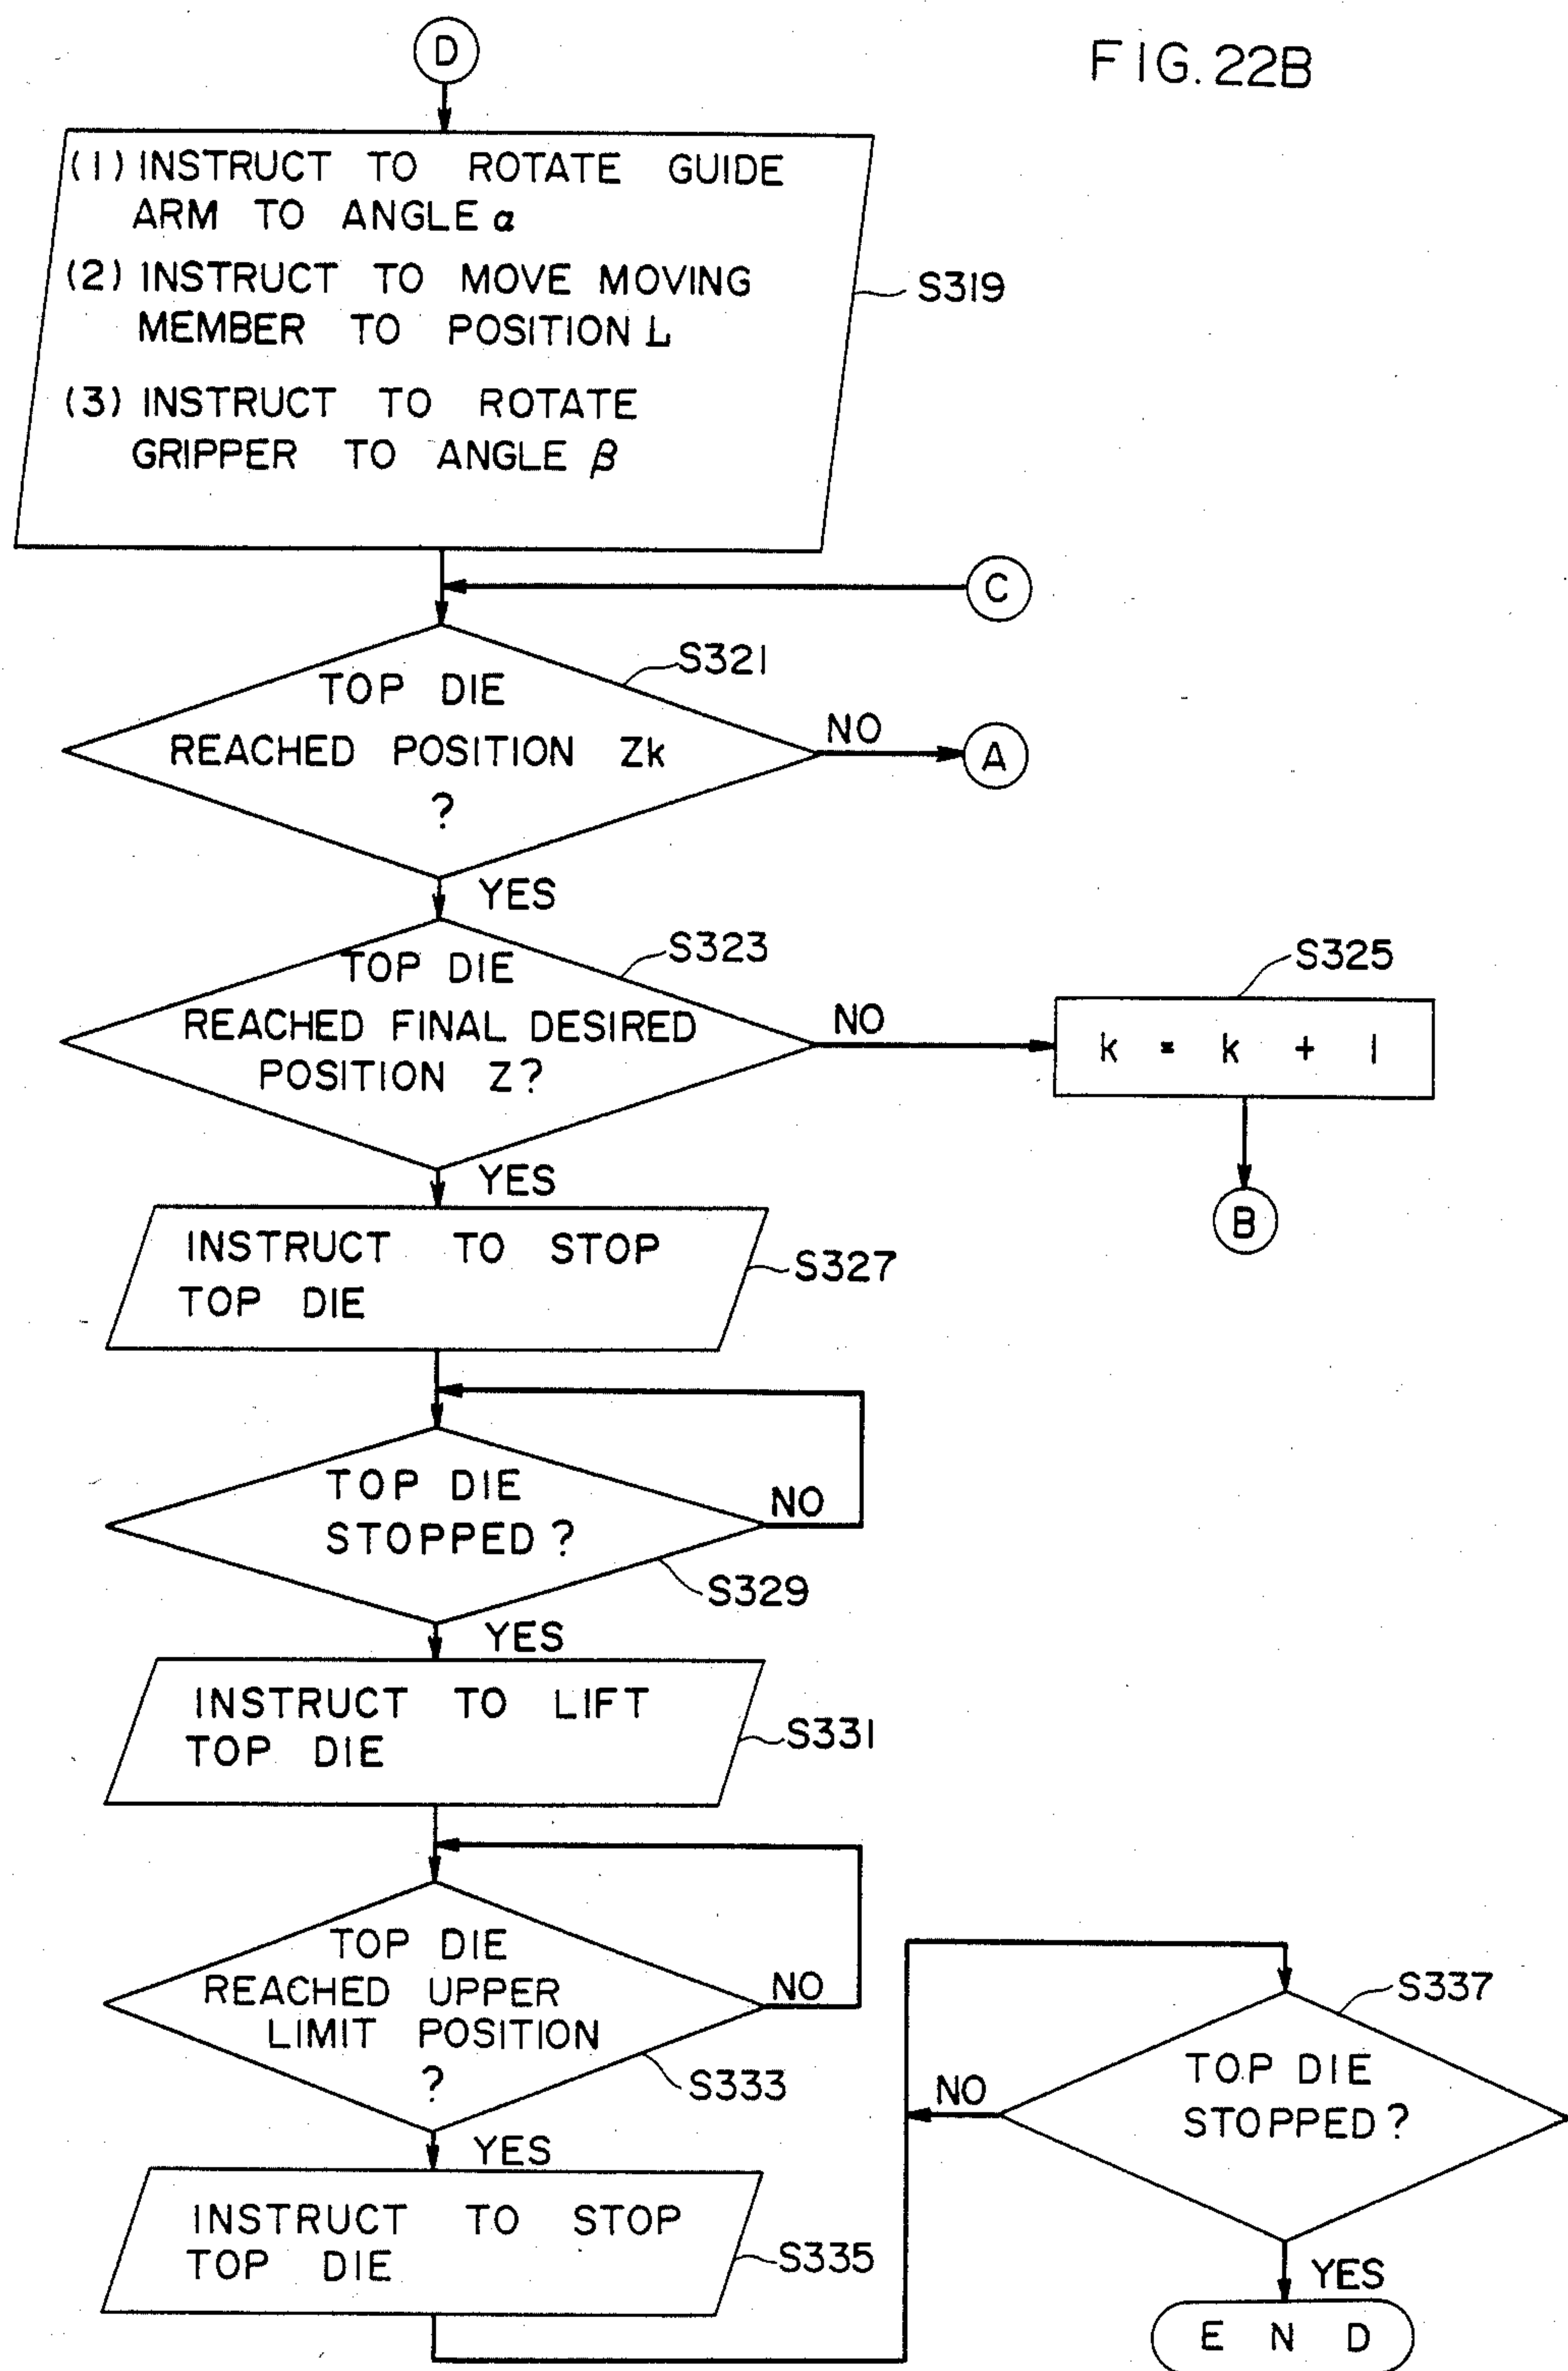 FIG. 22B
D
(1) INSTRUCT TO ROTATE GUIDE
ARM TO ANGLE α
(2) INSTRUCT TO MOVE MOVING
MEMBER TO POSITION L
(3) INSTRUCT TO ROTATE
GRIPPER TO ANGLE β
S319
C
S321
TOP DIE
REACHED POSITION Zk
?
NO
A
YES
S323
TOP DIE
REACHED FINAL DESIRED
POSITION Z?
NO
S325
k = k + 1
B
YES
INSTRUCT TO STOP
TOP DIE
S327
TOP DIE
STOPPED?
NO
S329
YES
INSTRUCT TO LIFT
TOP DIE
S331
TOP DIE
REACHED UPPER
LIMIT POSITION
?
NO
S333
YES
INSTRUCT TO STOP
TOP DIE
S335
S337
TOP DIE
STOPPED?
NO
YES
END